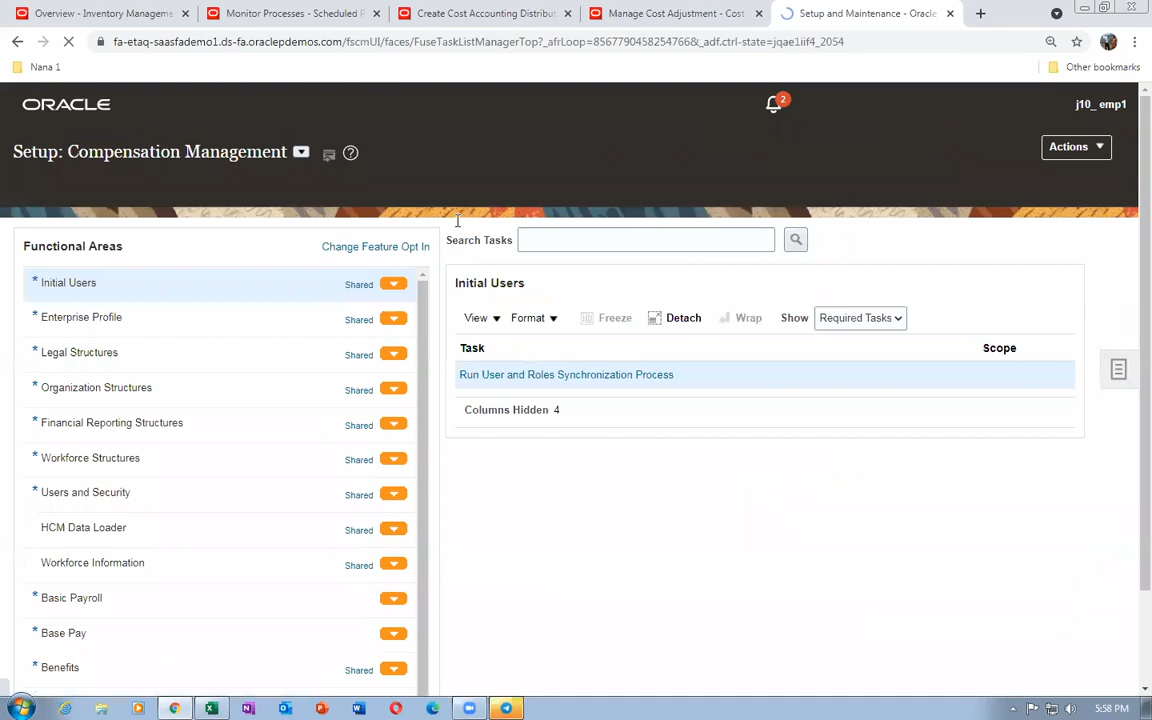 Overview - Inventory Manageme
Monitor Processes - Scheduled P
Create Cost Accounting Distribut
Manage Cost Adjustment - Cost
Setup and Maintenance - Oracle
fa-etaq-saasfademo1.ds-fa.oraclepdemos.com/fscmUI/faces/FuseTaskListManagerTop?_afrLoop=8567790458254766&_adf.ctrl-state=jqae1iif4_2054
Nana 1
Other bookmarks
ORACLE
2
j10_ emp1
Setup: Compensation Management
Actions
Functional Areas
Change Feature Opt In
Search Tasks
* Initial Users Shared
* Enterprise Profile Shared
* Legal Structures Shared
* Organization Structures Shared
* Financial Reporting Structures Shared
* Workforce Structures Shared
* Users and Security Shared
HCM Data Loader Shared
Workforce Information Shared
* Basic Payroll
* Base Pay
* Benefits Shared
Initial Users
View Format Freeze Detach Wrap Show Required Tasks
Task Scope
Run User and Roles Synchronization Process
Columns Hidden 4
5:58 PM